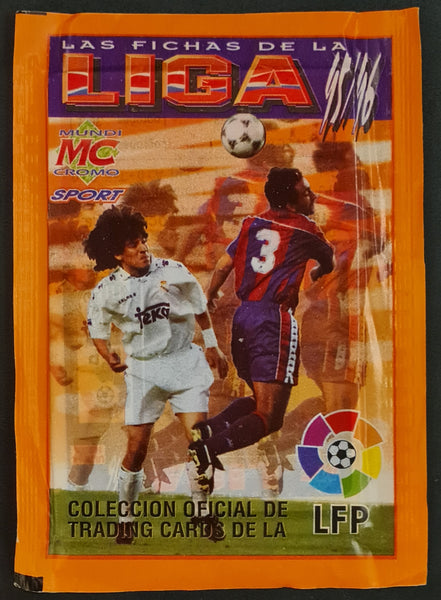 LAS FICHAS DE LA
LIGA 95/96
MUNDI
MC
CROMO
SPORT
3
Teka
COLECCION OFICIAL DE
TRADING CARDS DE LA
LFP